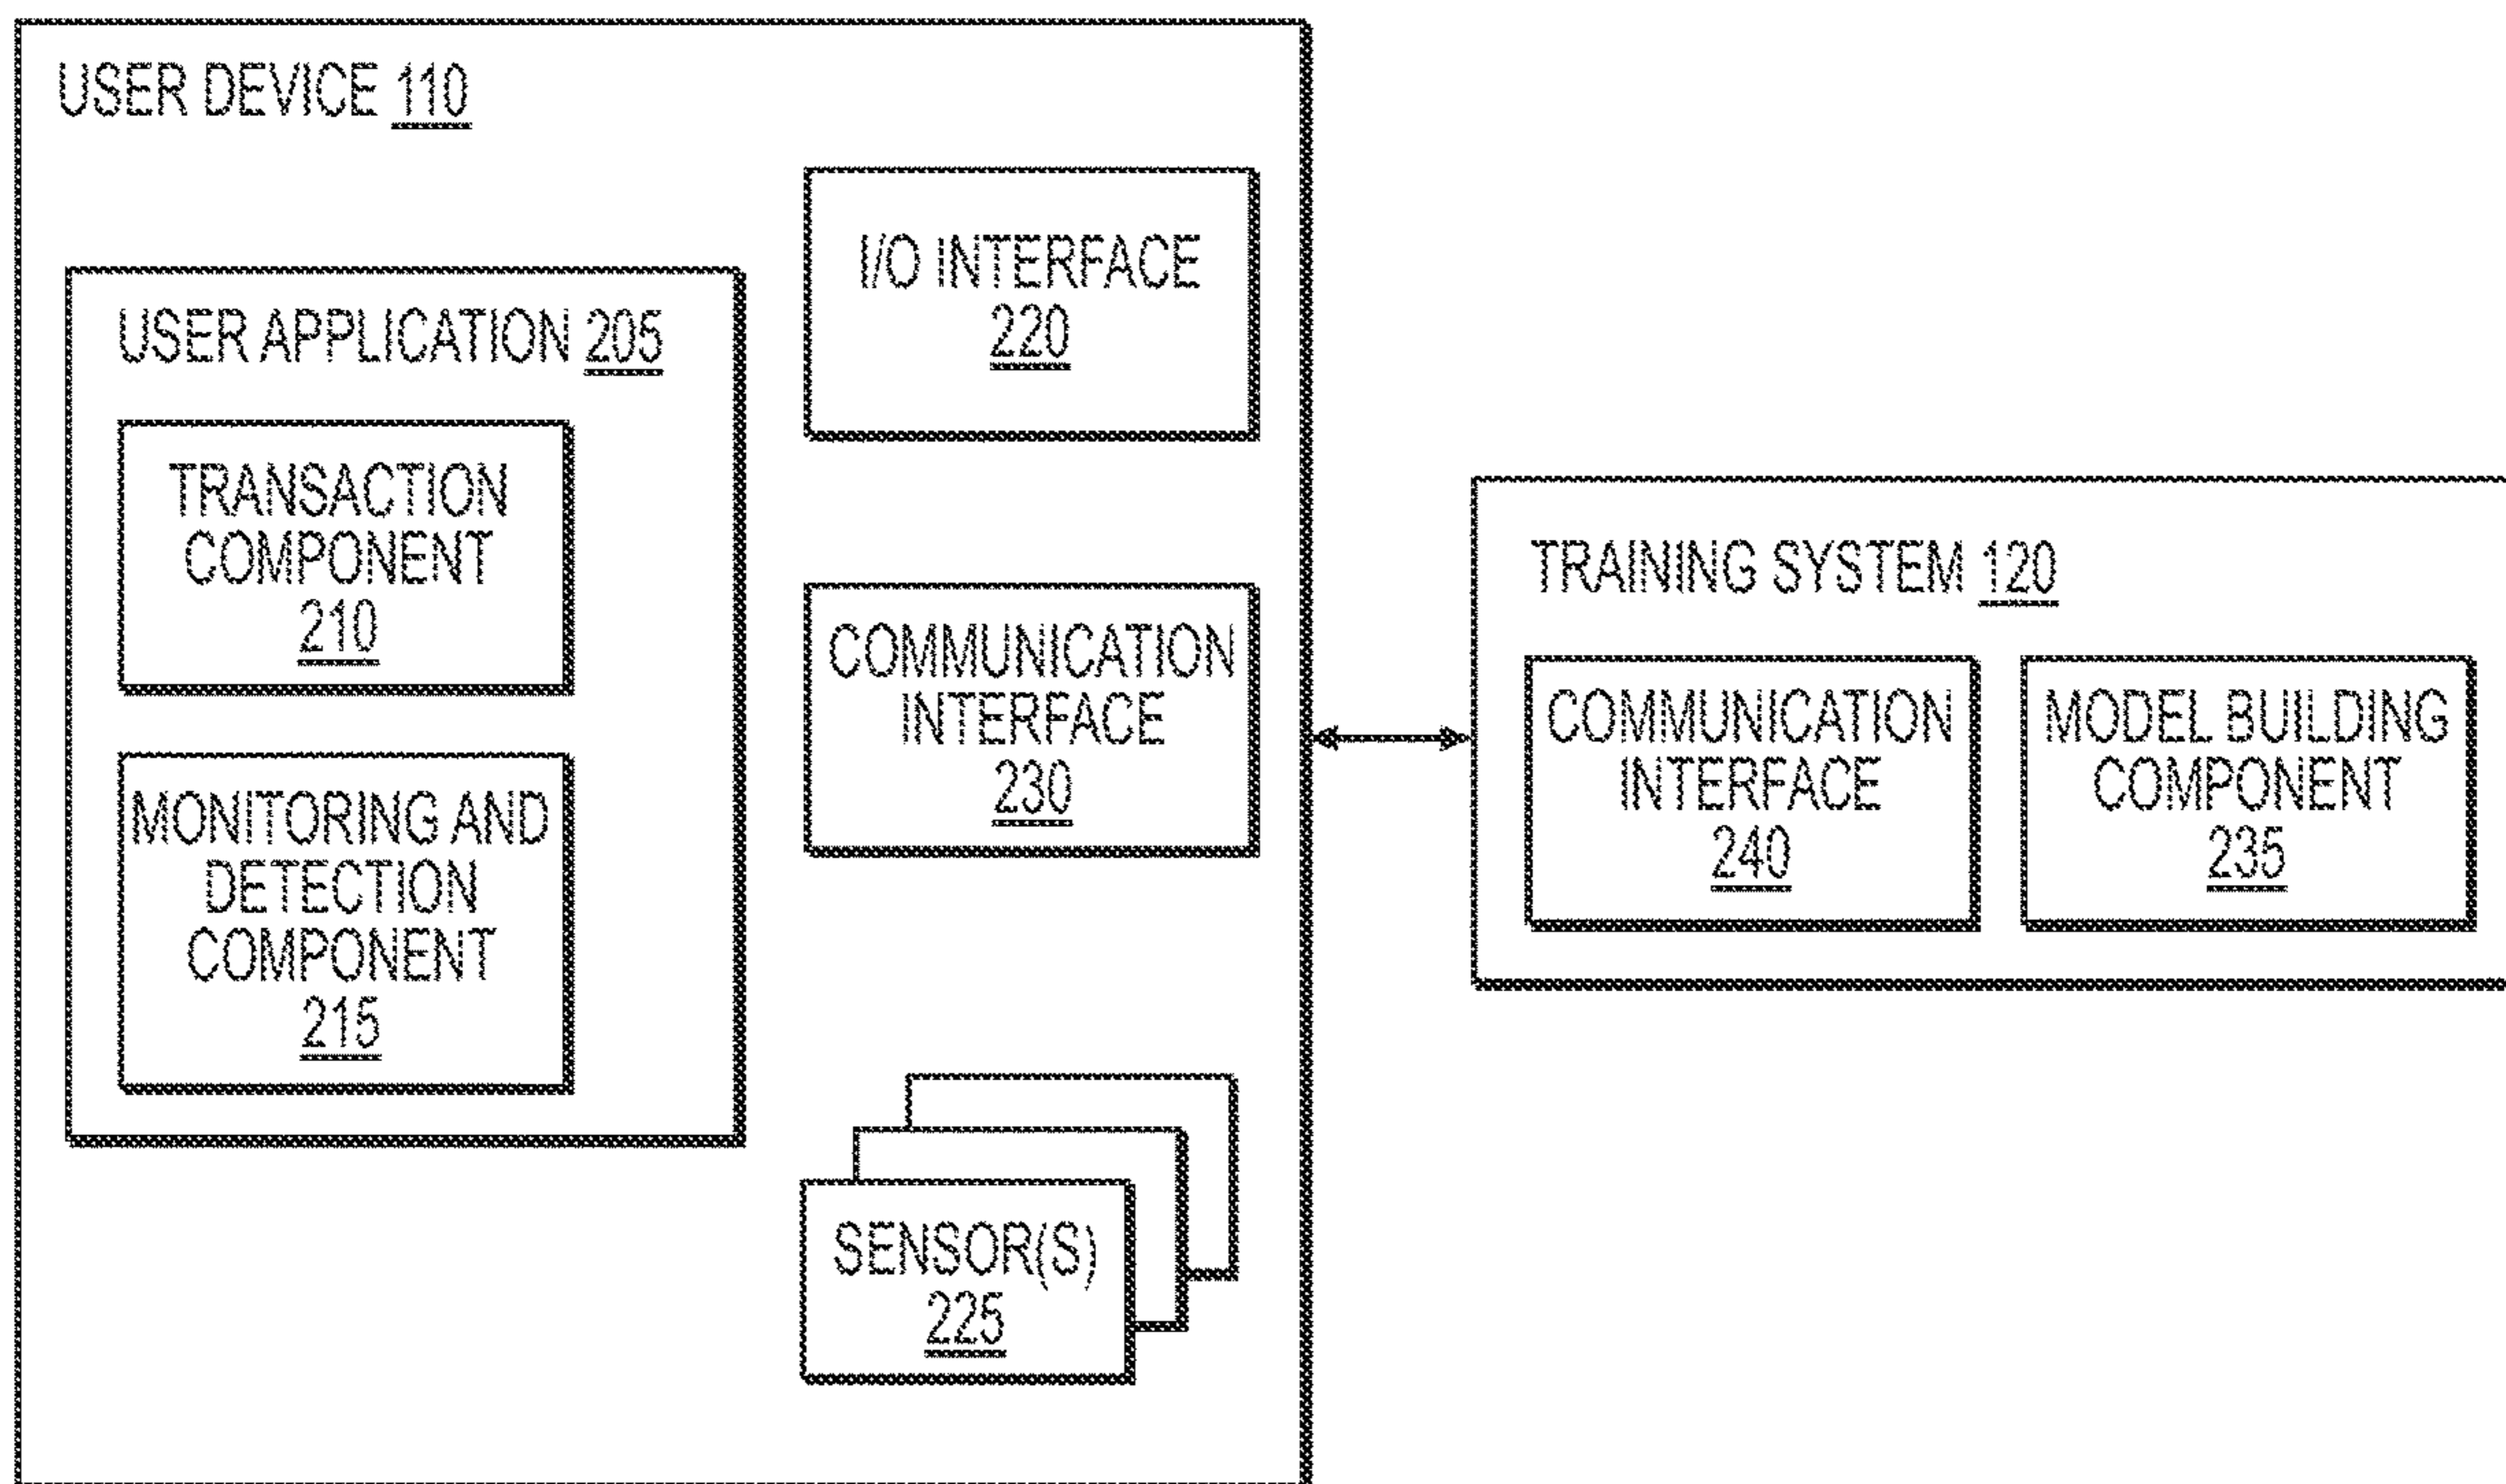 USER DEVICE 110
USER APPLICATION 205
TRANSACTION
COMPONENT
210
MONITORING AND
DETECTION
COMPONENT
215
I/O INTERFACE
220
COMMUNICATION
INTERFACE
230
SENSOR(S)
225
TRAINING SYSTEM 120
COMMUNICATION
INTERFACE
240
MODEL BUILDING
COMPONENT
235